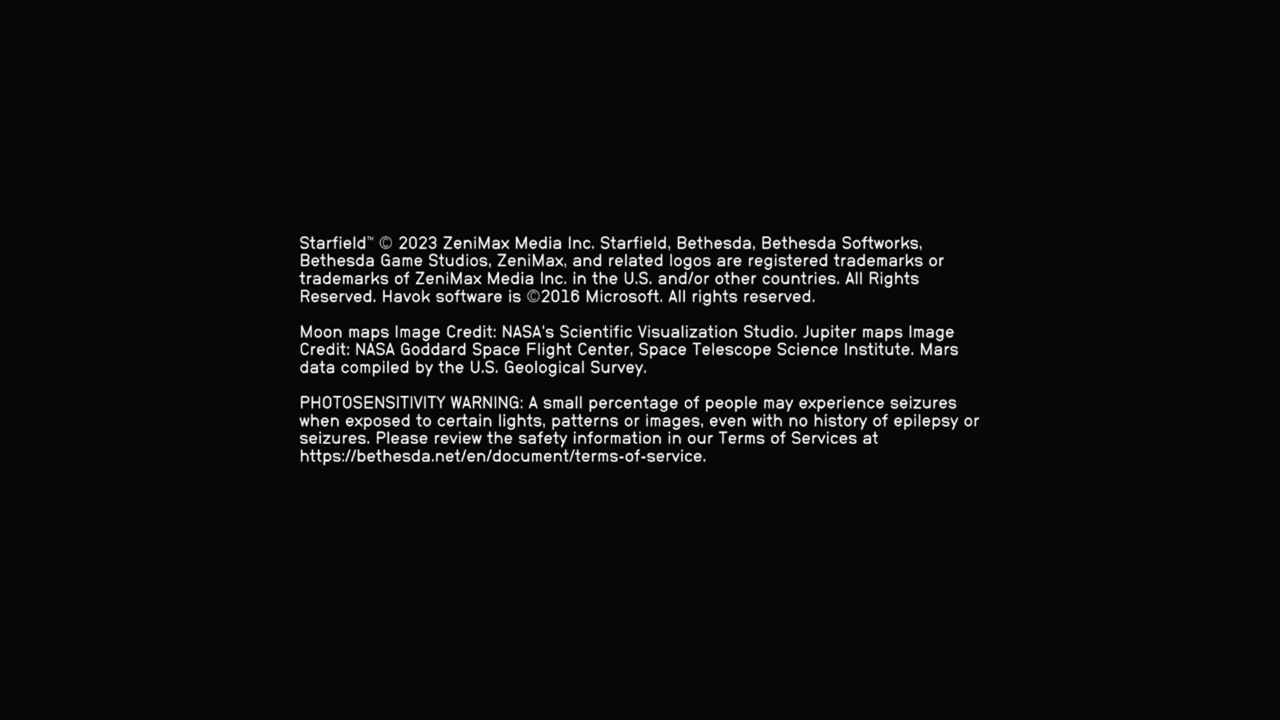 Starfield™ © 2023 ZeniMax Media Inc. Starfield, Bethesda, Bethesda Softworks,
Bethesda Game Studios, ZeniMax, and related logos are registered trademarks or
trademarks of ZeniMax Media Inc. in the U.S. and/or other countries. All Rights
Reserved. Havok software is ©2016 Microsoft. All rights reserved.
Moon maps Image Credit: NASA's Scientific Visualization Studio. Jupiter maps Image
Credit: NASA Goddard Space Flight Center, Space Telescope Science Institute. Mars
data compiled by the U.S. Geological Survey.
PHOTOSENSITIVITY WARNING: A small percentage of people may experience seizures
when exposed to certain lights, patterns or images, even with no history of epilepsy or
seizures. Please review the safety information in our Terms of Services at
https://bethesda.net/en/document/terms-of-service.